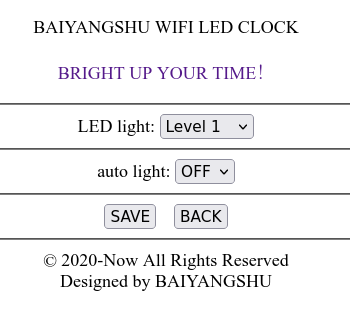 BAIYANGSHU WIFI LED CLOCK
BRIGHT UP YOUR TIME!
LED light: Level 1
auto light: OFF
SAVE BACK
© 2020-Now All Rights Reserved
Designed by BAIYANGSHU